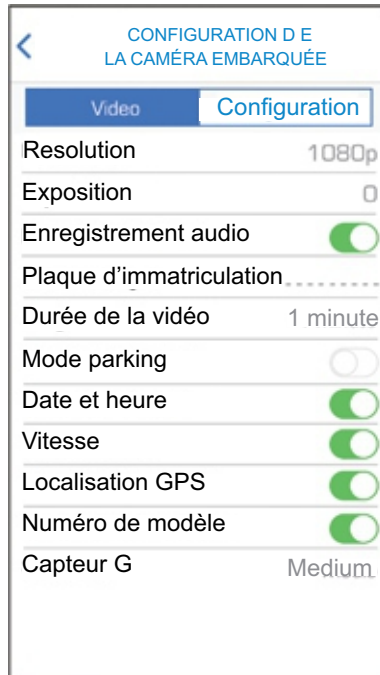 CONFIGURATION D E
LA CAMÉRA EMBARQUÉE
Video Configuration
Resolution 1080p
Exposition 0
Enregistrement audio
Plaque d’immatriculation
Durée de la vidéo 1 minute
Mode parking
Date et heure
Vitesse
Localisation GPS
Numéro de modèle
Capteur G Medium